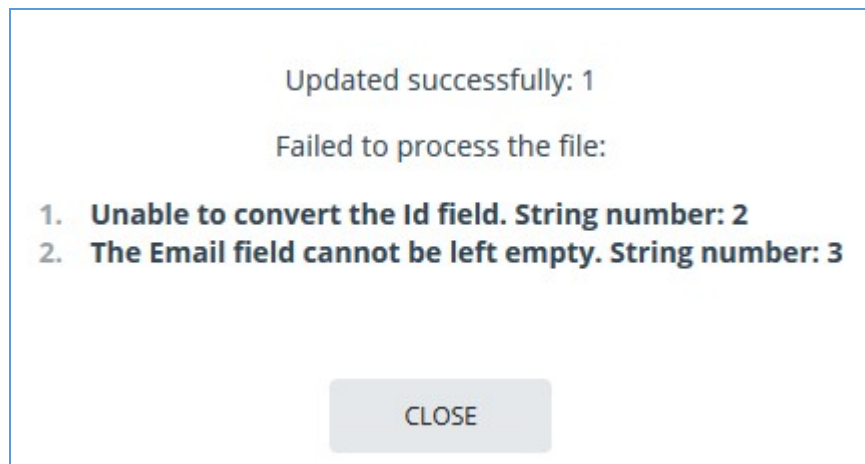 Updated successfully: 1
Failed to process the file:
1. Unable to convert the Id field. String number: 2
2. The Email field cannot be left empty. String number: 3
CLOSE